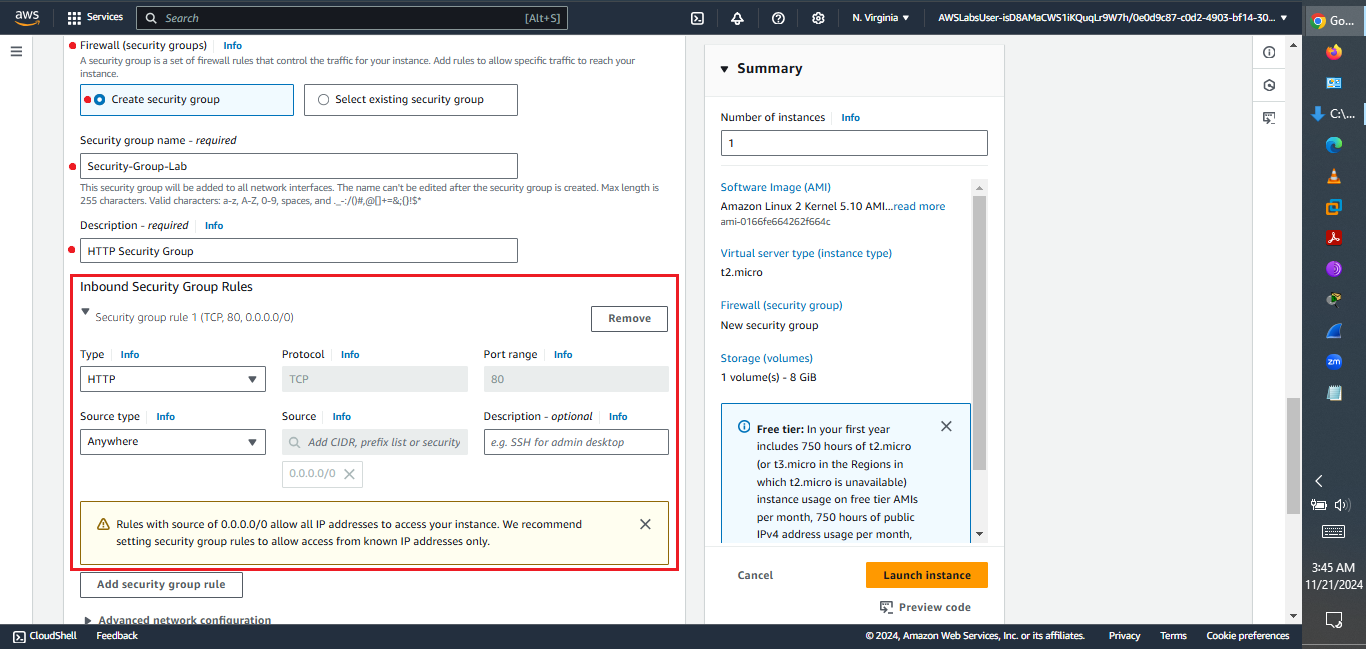 aws
Services
Search
[Alt+S]
N. Virginia
AWSLabsUser-isD8AMaCWS1iKQuqLr9W7h/0e0d9c87-c0d2-4903-bf14-30...
Go...
Firewall (security groups)
Info
A security group is a set of firewall rules that control the traffic for your instance. Add rules to allow specific traffic to reach your
instance.
Create security group
Select existing security group
Security group name - required
Security-Group-Lab
This security group will be added to all network interfaces. The name can't be edited after the security group is created. Max length is
255 characters. Valid characters: a-z, A-Z, 0-9, spaces, and ._-:/()#,@[]+=&;{}!$*
Description - required
Info
HTTP Security Group
Inbound Security Group Rules
Security group rule 1 (TCP, 80, 0.0.0.0/0)
Remove
Type
Info
Protocol
Info
Port range
Info
HTTP
TCP
80
Source type
Info
Source
Info
Description - optional
Info
Anywhere
Add CIDR, prefix list or security
e.g. SSH for admin desktop
0.0.0.0/0
Rules with source of 0.0.0.0/0 allow all IP addresses to access your instance. We recommend
setting security group rules to allow access from known IP addresses only.
Add security group rule
Advanced network configuration
Summary
Number of instances
Info
1
Software Image (AMI)
Amazon Linux 2 Kernel 5.10 AMI...read more
ami-0166fe664262f664c
Virtual server type (instance type)
t2.micro
Firewall (security group)
New security group
Storage (volumes)
1 volume(s) - 8 GiB
Free tier: In your first year
includes 750 hours of t2.micro
(or t3.micro in the Regions in
which t2.micro is unavailable)
instance usage on free tier AMIs
per month, 750 hours of public
IPv4 address usage per month,
Cancel
Launch instance
Preview code
C:\...
zm
3:45 AM
11/21/2024
CloudShell
Feedback
© 2024, Amazon Web Services, Inc. or its affiliates.
Privacy
Terms
Cookie preferences